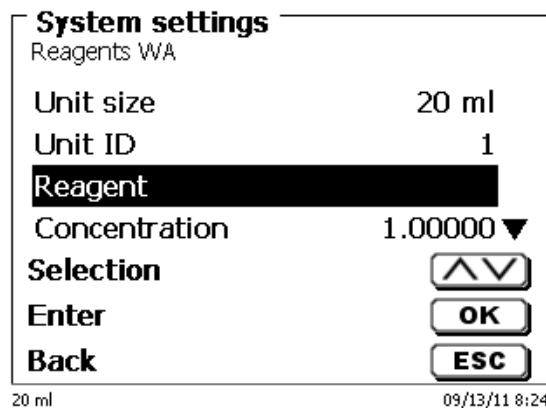 System settings
Reagents WA
Unit size 20 ml
Unit ID 1
Reagent
Concentration 1.00000
Selection
Enter OK
Back ESC
20 ml 09/13/11 8:24